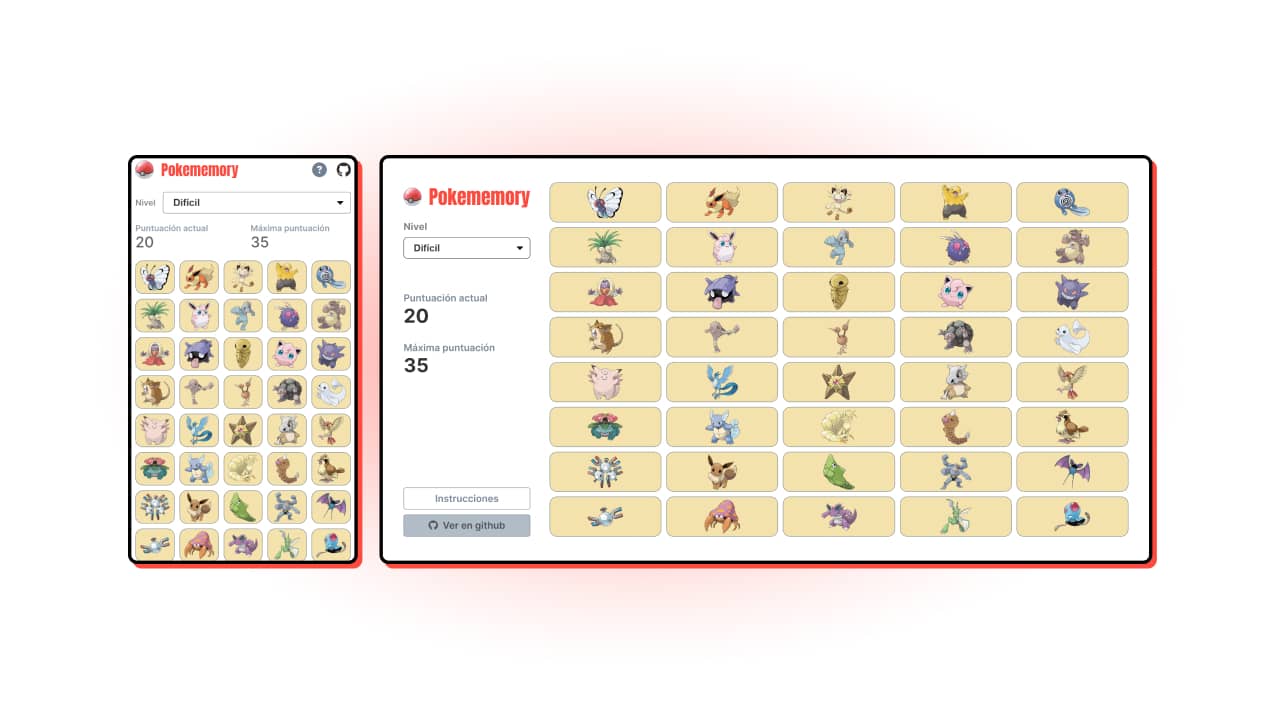 Pokememory
?
Nivel
Difícil
Puntuación actual
Máxima puntuación
20
35
Pokememory
Nivel
Difícil
Puntuación actual
20
Máxima puntuación
35
Instrucciones
Ver en github